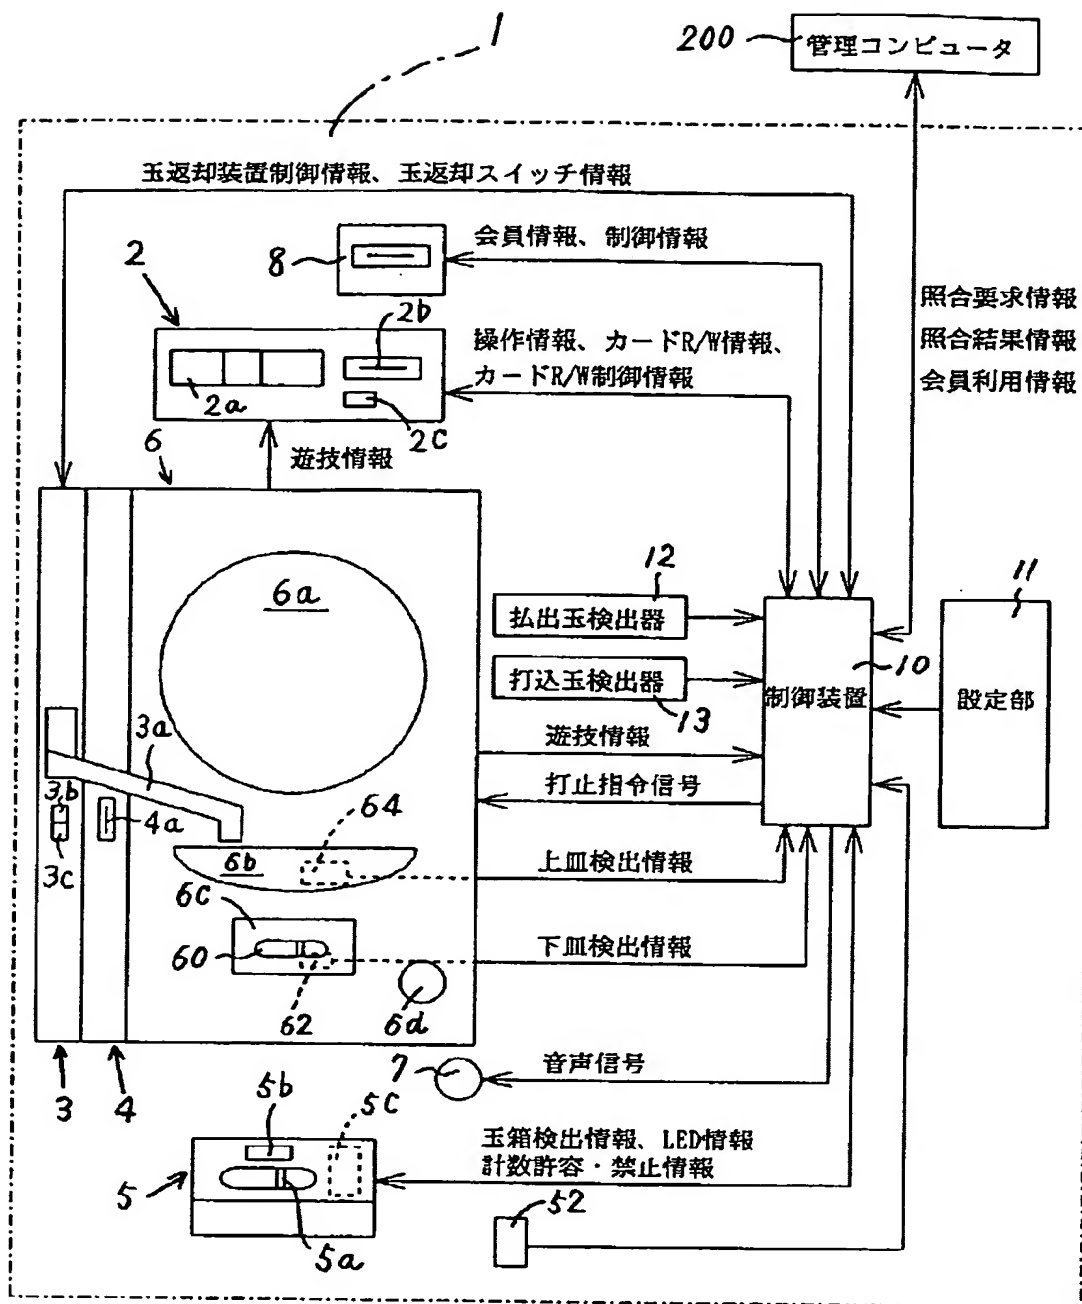 1
200
管理コンピュータ
玉返却装置制御情報、玉返却スイッチ情報
8
会員情報、制御情報
2
2b
2a
2c
操作情報、カードR/W情報、
カードR/W制御情報
照合要求情報
照合結果情報
会員利用情報
6
遊技情報
6a
12
払出玉検出器
打込玉検出器
13
10
制御装置
11
設定部
3a
3b
3c
4a
遊技情報
打止指令信号
64
6b
上皿検出情報
6c
60
62
下皿検出情報
6d
3
4
7
音声信号
5b
5c
玉箱検出情報、LED情報
計数許容・禁止情報
5
5a
52